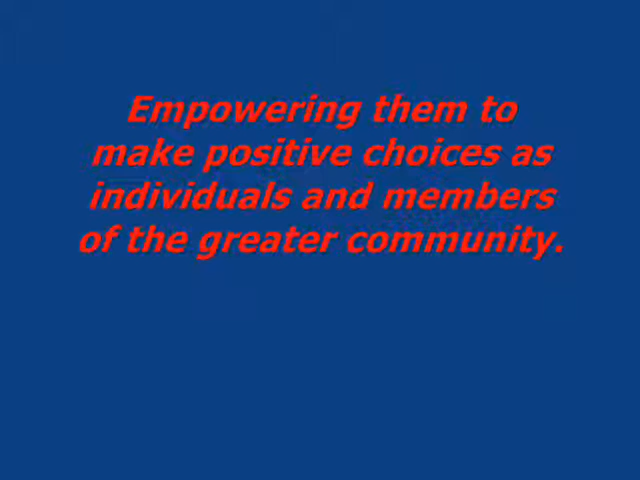 Empowering them to
make positive choices as
individuals and members
of the greater community.